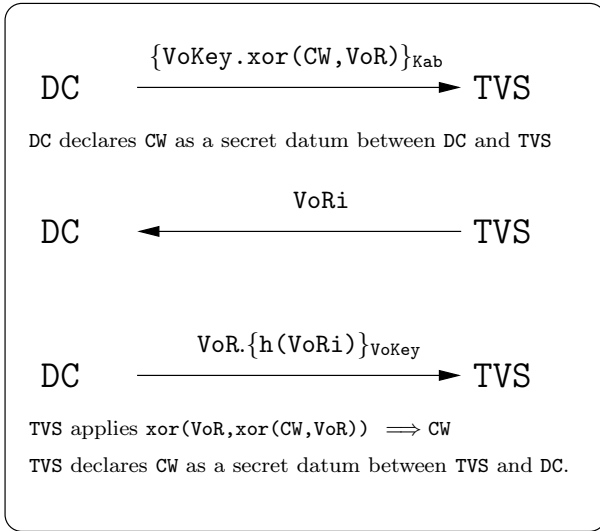 {VoKey.xor(CW,VoR)}Kab
DC TVS
DC declares CW as a secret datum between DC and TVS
VoRi
DC TVS
VoR.{h(VoRi)}VoKey
DC TVS
TVS applies xor(VoR,xor(CW,VoR)) ⟹ CW
TVS declares CW as a secret datum between TVS and DC.